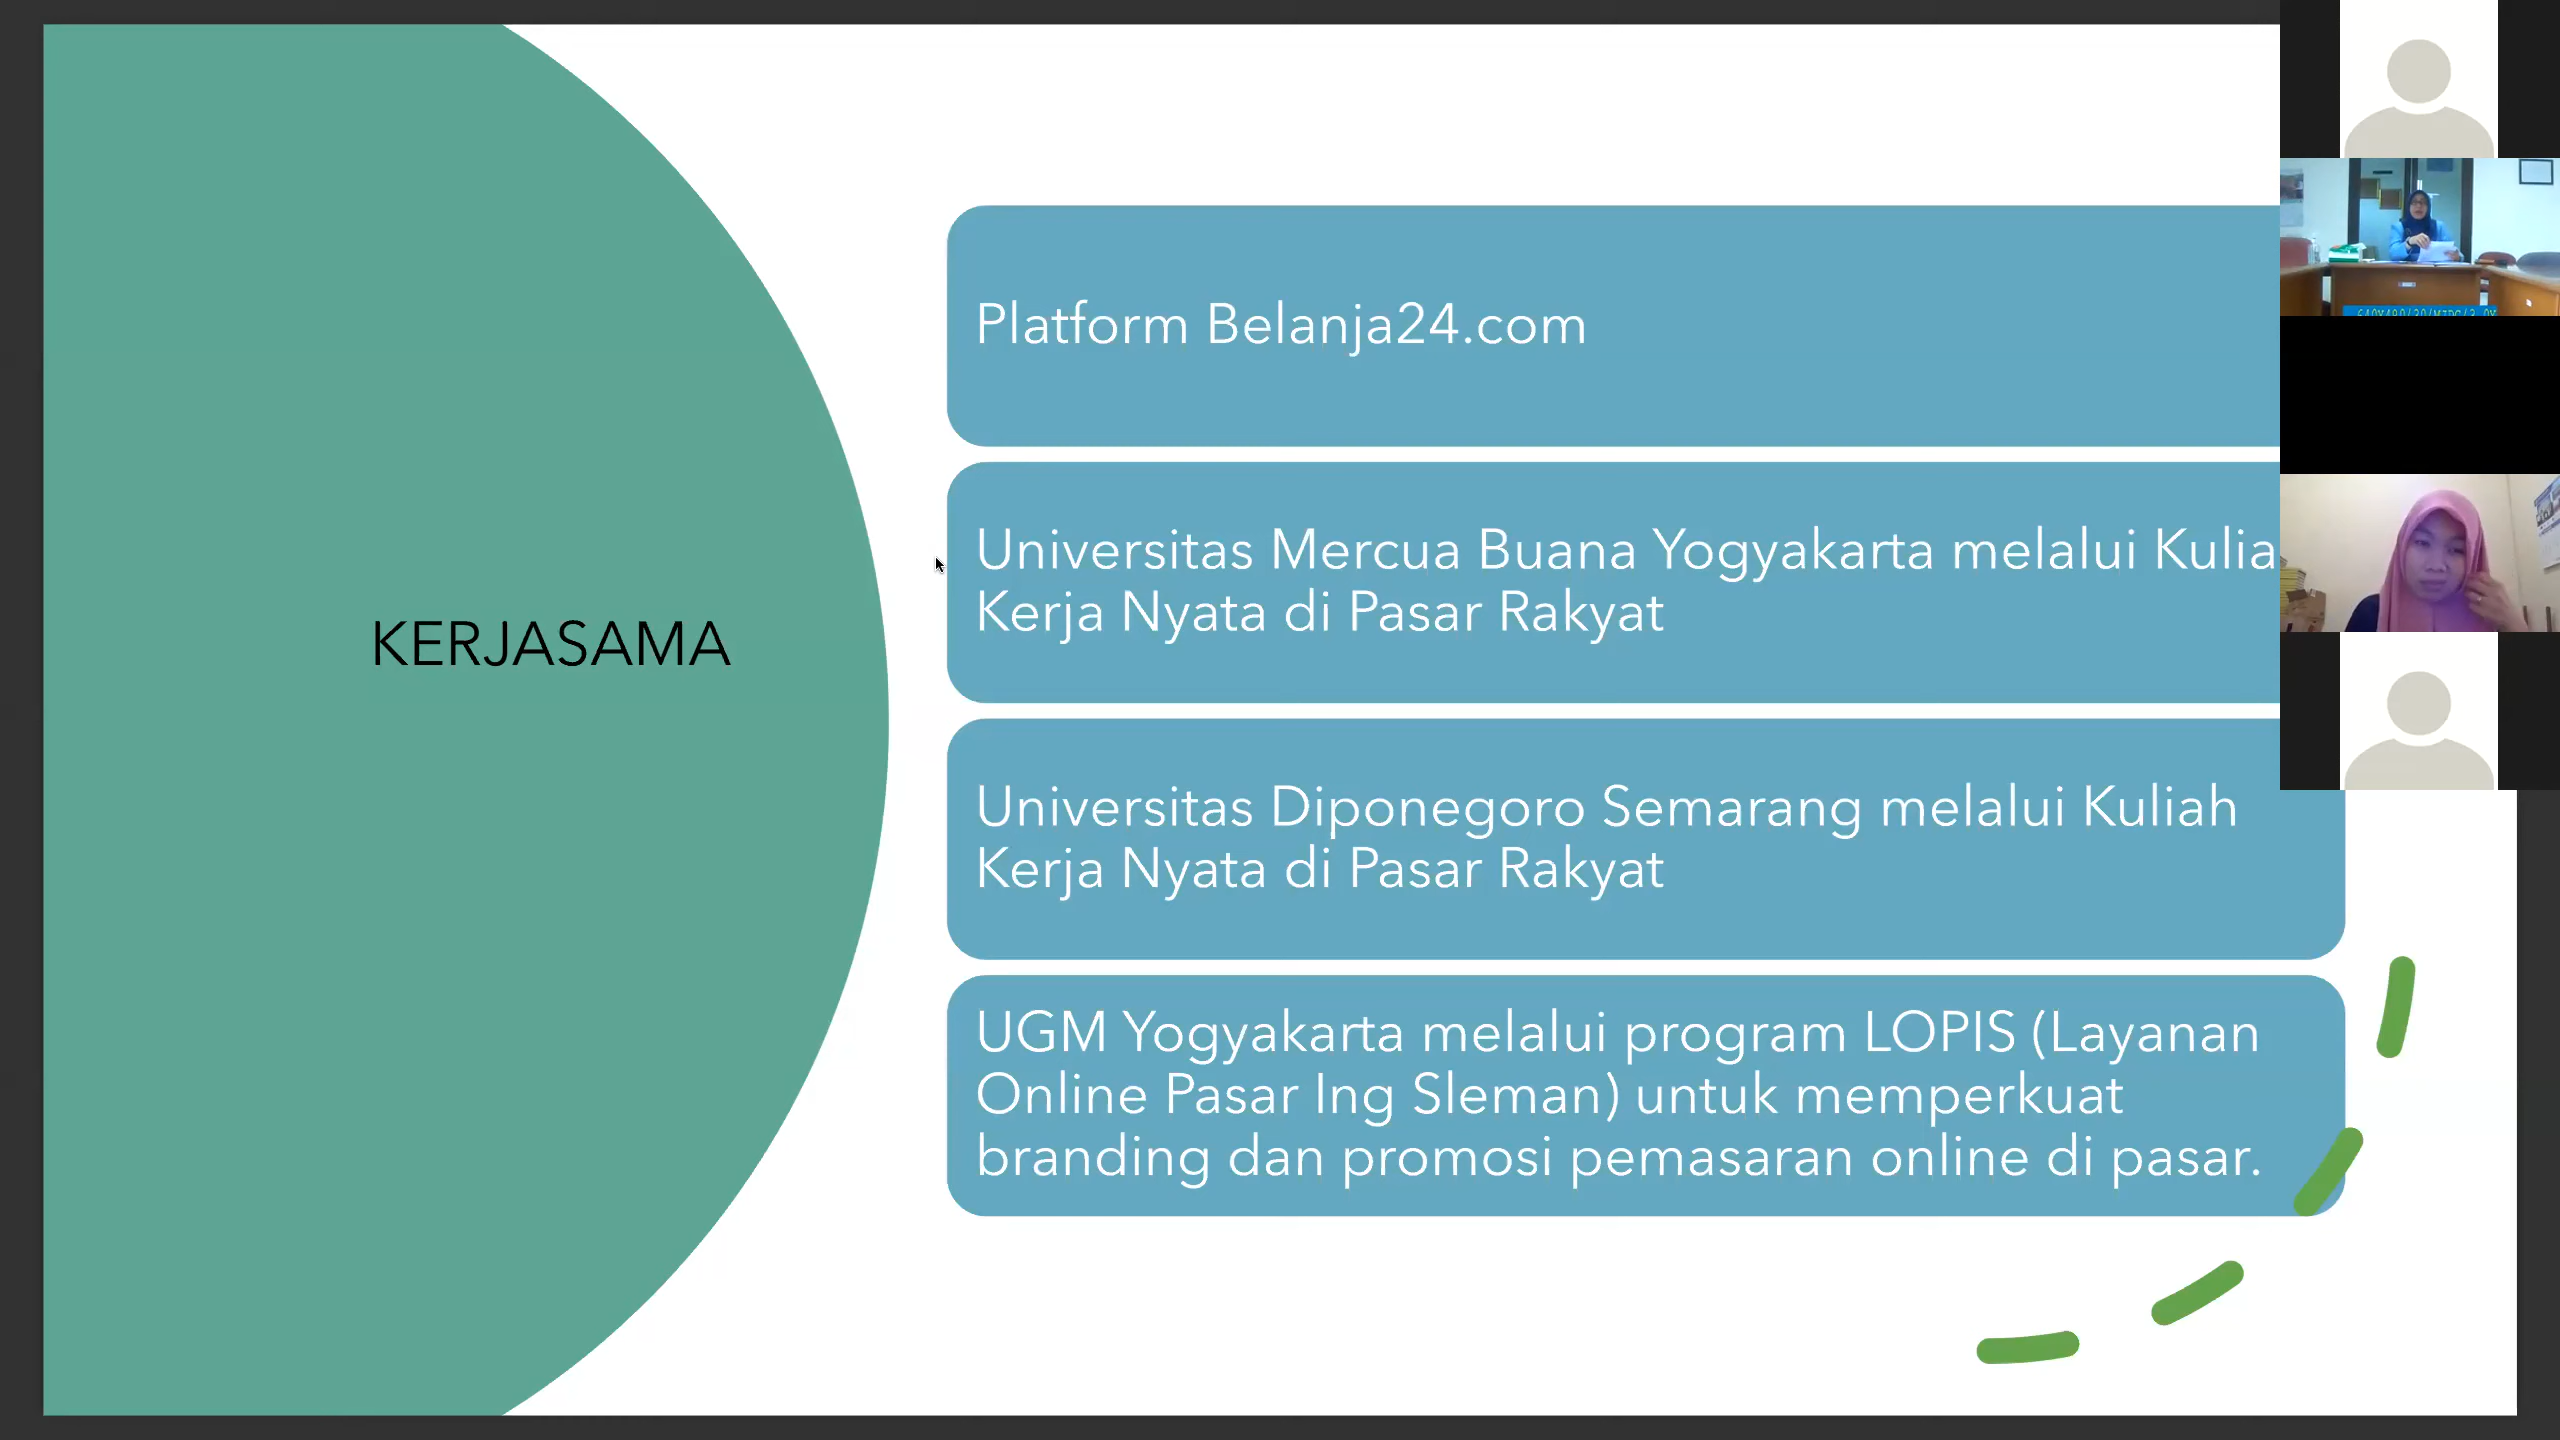 KERJASAMA
Platform Belanja24.com
Universitas Mercua Buana Yogyakarta melalui Kulia
Kerja Nyata di Pasar Rakyat
Universitas Diponegoro Semarang melalui Kuliah
Kerja Nyata di Pasar Rakyat
UGM Yogyakarta melalui program LOPIS (Layanan
Online Pasar Ing Sleman) untuk memperkuat
branding dan promosi pemasaran online di pasar.